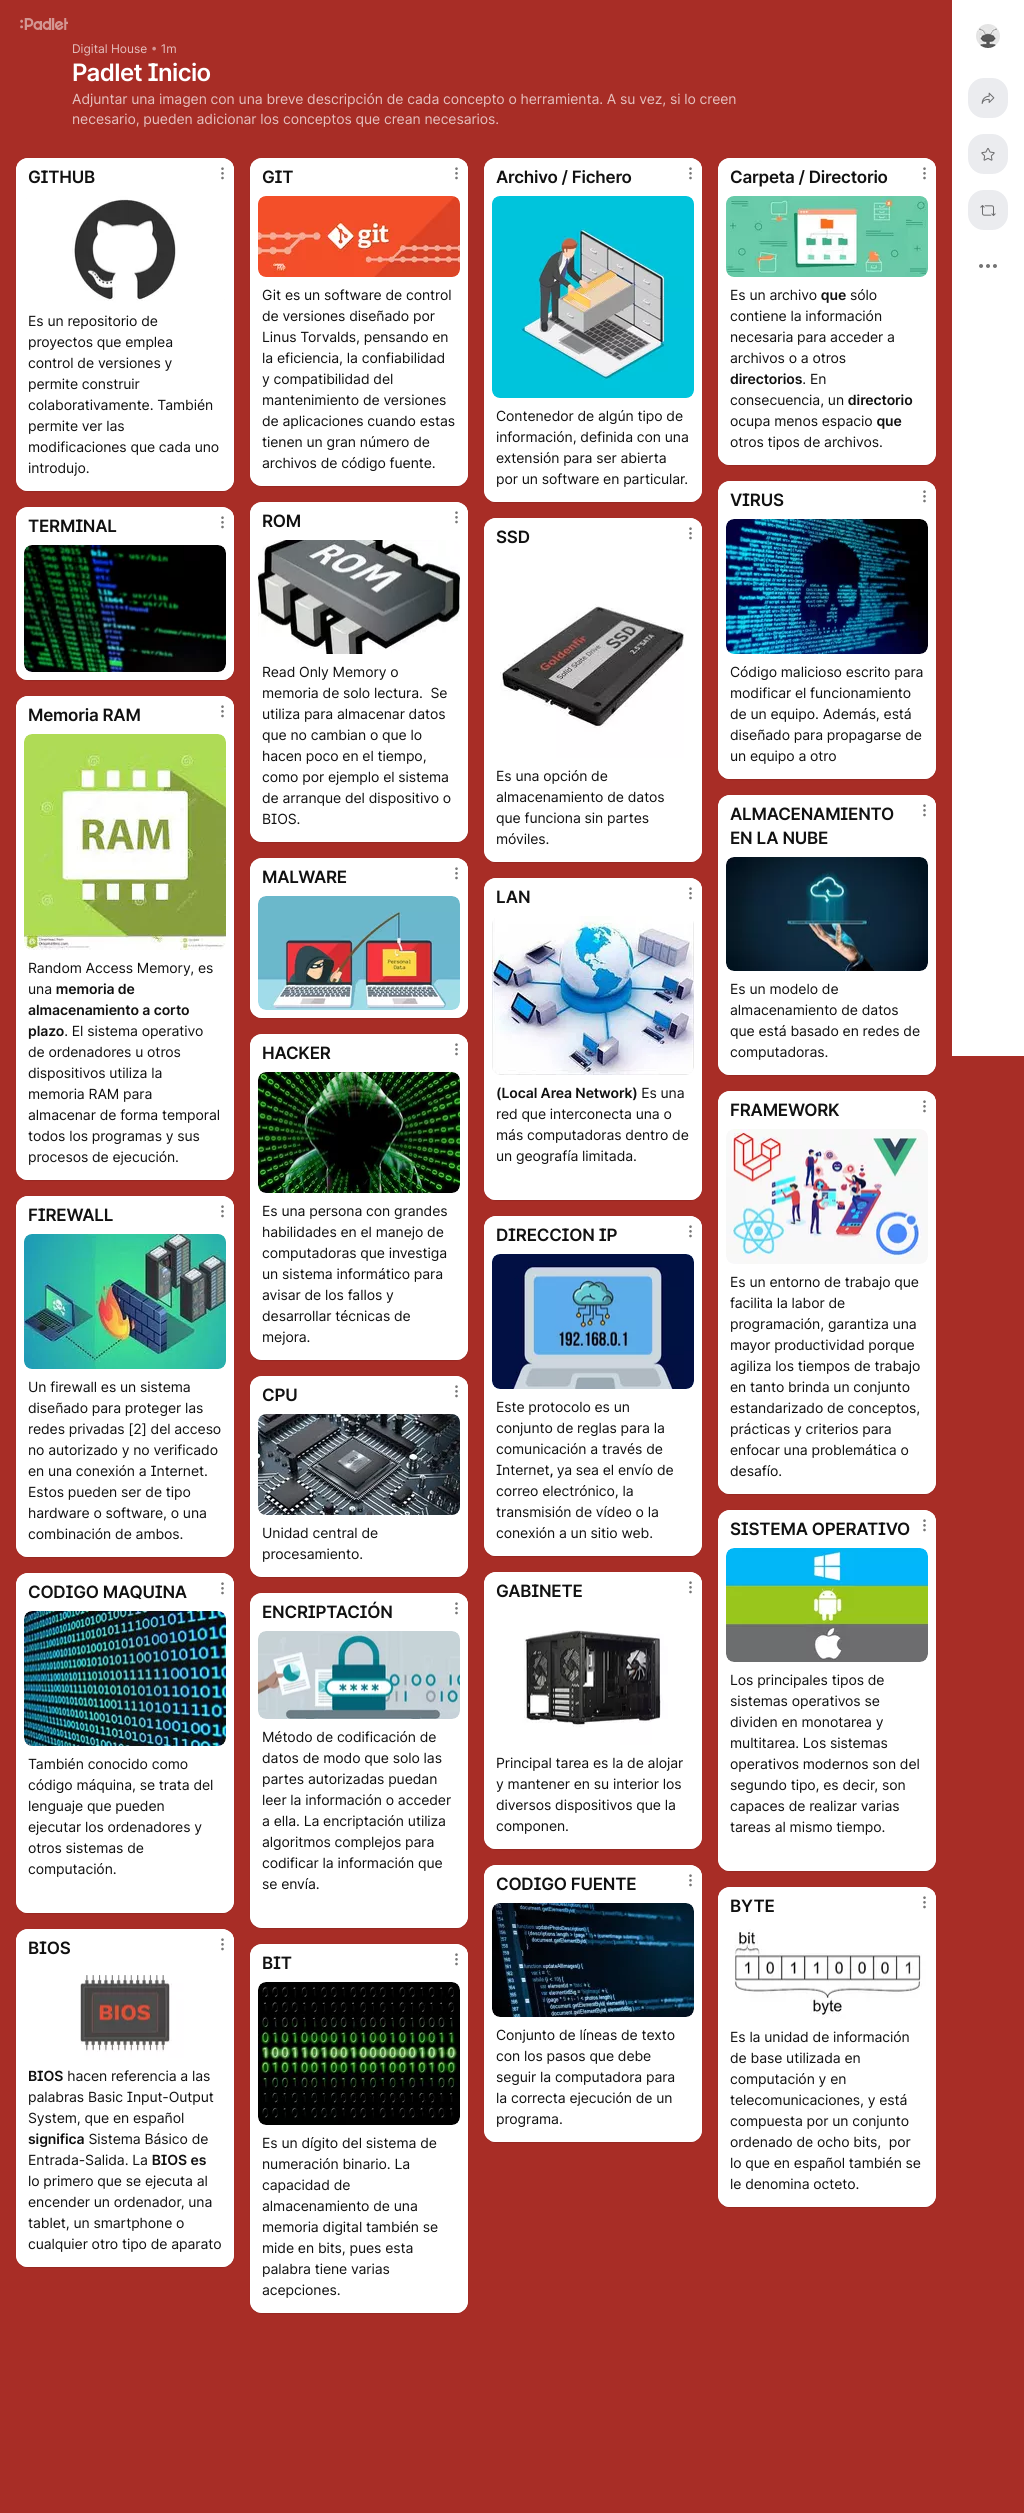 :Padlet
Digital House • 1m
Padlet Inicio
Adjuntar una imagen con una breve descripción de cada concepto o herramienta. A su vez, si lo creen
necesario, pueden adicionar los conceptos que crean necesarios.
GITHUB
Es un repositorio de
proyectos que emplea
control de versiones y
permite construir
colaborativamente. También
permite ver las
modificaciones que cada uno
introdujo.
GIT
git
Git es un software de control
de versiones diseñado por
Linus Torvalds, pensando en
la eficiencia, la confiabilidad
y compatibilidad del
mantenimiento de versiones
de aplicaciones cuando estas
tienen un gran número de
archivos de código fuente.
Archivo / Fichero
Contenedor de algún tipo de
información, definida con una
extensión para ser abierta
por un software en particular.
Carpeta / Directorio
Es un archivo que sólo
contiene la información
necesaria para acceder a
archivos o a otros
directorios. En
consecuencia, un directorio
ocupa menos espacio que
otros tipos de archivos.
TERMINAL
ROM
ROM
Read Only Memory o
memoria de solo lectura.  Se
utiliza para almacenar datos
que no cambian o que lo
hacen poco en el tiempo,
como por ejemplo el sistema
de arranque del dispositivo o
BIOS.
SSD
Goldenfir
Solid State Drive
SSD
2.5"SATA
Es una opción de
almacenamiento de datos
que funciona sin partes
móviles.
VIRUS
Código malicioso escrito para
modificar el funcionamiento
de un equipo. Además, está
diseñado para propagarse de
un equipo a otro
Memoria RAM
RAM
Random Access Memory, es
una memoria de
almacenamiento a corto
plazo. El sistema operativo
de ordenadores u otros
dispositivos utiliza la
memoria RAM para
almacenar de forma temporal
todos los programas y sus
procesos de ejecución.
MALWARE
Personal
Data
LAN
(Local Area Network) Es una
red que interconecta una o
más computadoras dentro de
un geografía limitada.
ALMACENAMIENTO
EN LA NUBE
Es un modelo de
almacenamiento de datos
que está basado en redes de
computadoras.
HACKER
Es una persona con grandes
habilidades en el manejo de
computadoras que investiga
un sistema informático para
avisar de los fallos y
desarrollar técnicas de
mejora.
FRAMEWORK
Es un entorno de trabajo que
facilita la labor de
programación, garantiza una
mayor productividad porque
agiliza los tiempos de trabajo
en tanto brinda un conjunto
estandarizado de conceptos,
prácticas y criterios para
enfocar una problemática o
desafío.
FIREWALL
Un firewall es un sistema
diseñado para proteger las
redes privadas [2] del acceso
no autorizado y no verificado
en una conexión a Internet.
Estos pueden ser de tipo
hardware o software, o una
combinación de ambos.
DIRECCION IP
192.168.0.1
Este protocolo es un
conjunto de reglas para la
comunicación a través de
Internet, ya sea el envío de
correo electrónico, la
transmisión de vídeo o la
conexión a un sitio web.
CPU
Unidad central de
procesamiento.
SISTEMA OPERATIVO
Los principales tipos de
sistemas operativos se
dividen en monotarea y
multitarea. Los sistemas
operativos modernos son del
segundo tipo, es decir, son
capaces de realizar varias
tareas al mismo tiempo.
CODIGO MAQUINA
También conocido como
código máquina, se trata del
lenguaje que pueden
ejecutar los ordenadores y
otros sistemas de
computación.
ENCRIPTACIÓN
****
Método de codificación de
datos de modo que solo las
partes autorizadas puedan
leer la información o acceder
a ella. La encriptación utiliza
algoritmos complejos para
codificar la información que
se envía.
GABINETE
Principal tarea es la de alojar
y mantener en su interior los
diversos dispositivos que la
componen.
CODIGO FUENTE
Conjunto de líneas de texto
con los pasos que debe
seguir la computadora para
la correcta ejecución de un
programa.
BYTE
bit
1 0 1 1 0 0 0 1
byte
Es la unidad de información
de base utilizada en
computación y en
telecomunicaciones, y está
compuesta por un conjunto
ordenado de ocho bits,  por
lo que en español también se
le denomina octeto.
BIOS
BIOS
BIOS hacen referencia a las
palabras Basic Input-Output
System, que en español
significa Sistema Básico de
Entrada-Salida. La BIOS es
lo primero que se ejecuta al
encender un ordenador, una
tablet, un smartphone o
cualquier otro tipo de aparato
BIT
Es un dígito del sistema de
numeración binario. La
capacidad de
almacenamiento de una
memoria digital también se
mide en bits, pues esta
palabra tiene varias
acepciones.